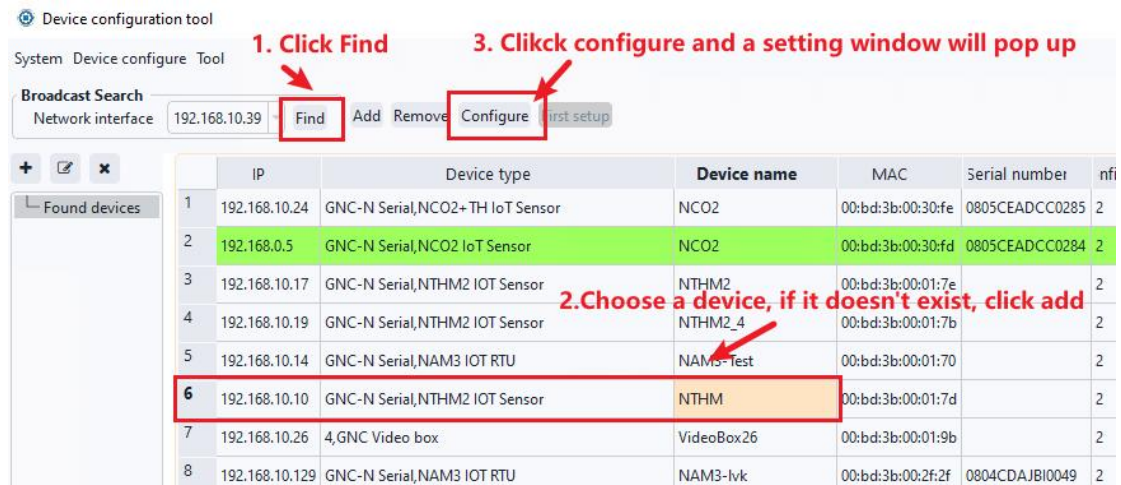 Device configuration tool
1. Click Find
3. Clikck configure and a setting window will pop up
System Device configure Tool
Broadcast Search
Network interface 192.168.10.39 Find Add Remove Configure First setup
Found devices
IP Device type Device name MAC Serial number nfi
1 192.168.10.24 GNC-N Serial,NCO2+TH IoT Sensor NCO2 00:bd:3b:00:30:fe 0805CEADCC0285 2
2 192.168.0.5 GNC-N Serial,NCO2 IoT Sensor NCO2 00:bd:3b:00:30:fd 0805CEADCC0284 2
3 192.168.10.17 GNC-N Serial,NTHM2 IOT Sensor NTHM2 00:bd:3b:00:01:7e 2
2.Choose a device, if it doesn't exist, click add
4 192.168.10.19 GNC-N Serial,NTHM2 IOT Sensor NTHM2_4 00:bd:3b:00:01:7b 2
5 192.168.10.14 GNC-N Serial,NAM3 IOT RTU NAM3-Test 00:bd:3b:00:01:70 2
6 192.168.10.10 GNC-N Serial,NTHM2 IOT Sensor NTHM 00:bd:3b:00:01:7d 2
7 192.168.10.26 4,GNC Video box VideoBox26 00:bd:3b:00:01:9b 2
8 192.168.10.129 GNC-N Serial,NAM3 IOT RTU NAM3-lvk 00:bd:3b:00:2f:2f 0804CDAJBI0049 2